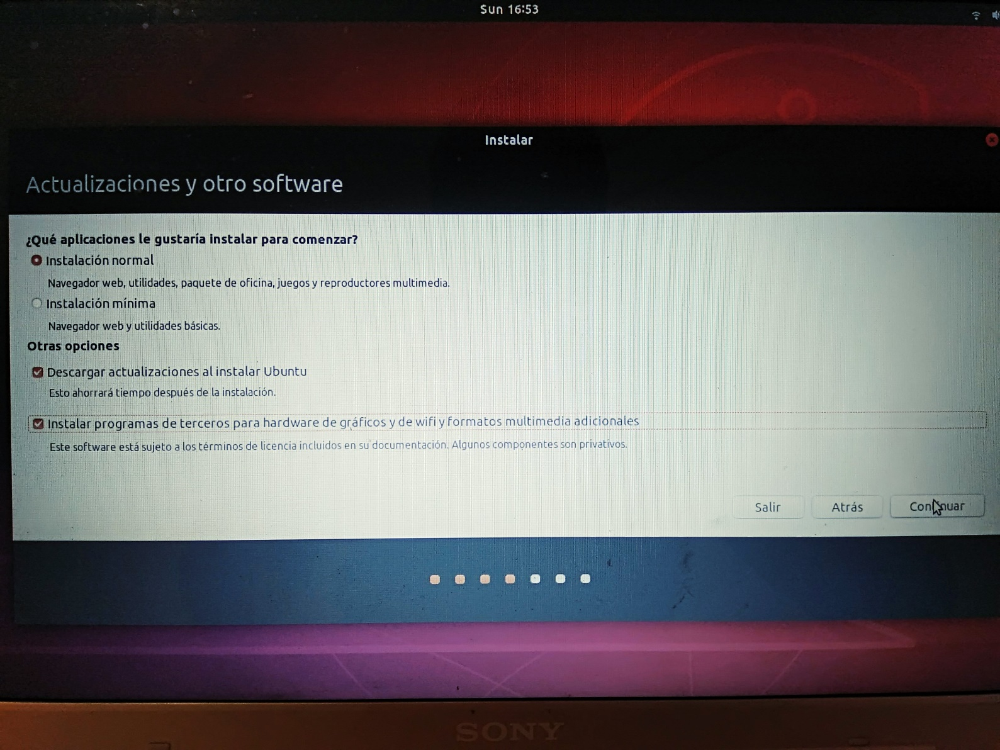 Sun 16:53
Instalar
Actualizaciones y otro software
¿Qué aplicaciones le gustaría instalar para comenzar?
Instalación normal
Navegador web, utilidades, paquete de oficina, juegos y reproductores multimedia.
Instalación mínima
Navegador web y utilidades básicas.
Otras opciones
Descargar actualizaciones al instalar Ubuntu
Esto ahorrará tiempo después de la instalación.
Instalar programas de terceros para hardware de gráficos y de wifi y formatos multimedia adicionales
Este software está sujeto a los términos de licencia incluidos en su documentación. Algunos componentes son privativos.
Salir Atrás Continuar
SONY